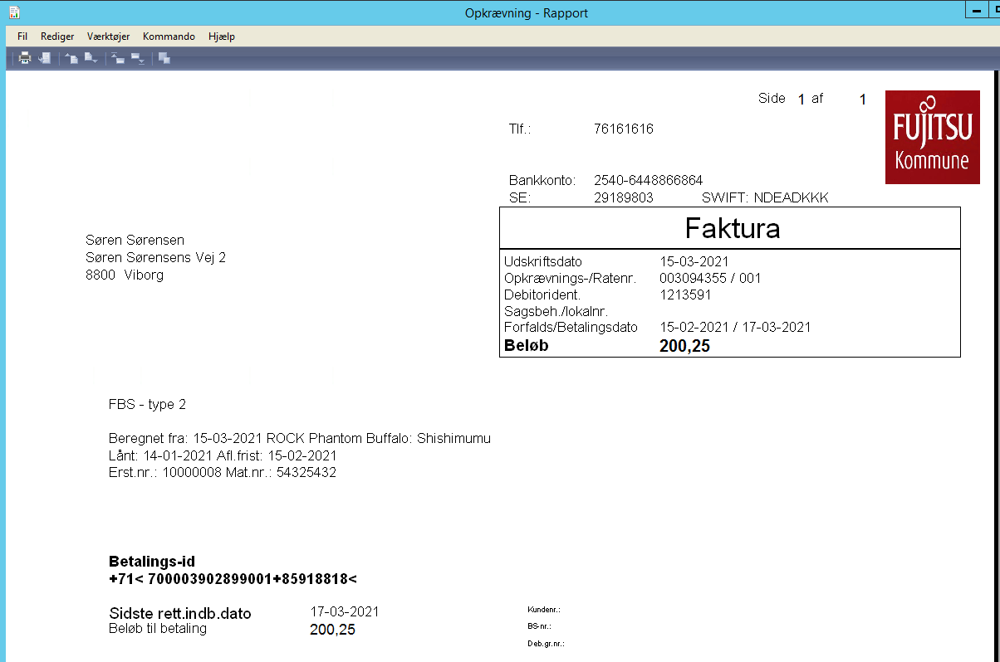 Opkrævning - Rapport
Fil Rediger Værktøjer Kommando Hjælp
Side 1 af 1
FUJITSU
Kommune
Tlf.: 76161616
Bankkonto: 2540-6448866864
SE: 29189803 SWIFT: NDEADKKK
Faktura
Søren Sørensen
Søren Sørensens Vej 2
8800 Viborg
Udskriftsdato 15-03-2021
Opkrævnings-/Ratenr. 003094355 / 001
Debitorident. 1213591
Sagsbeh./lokalnr.
Forfalds/Betalingsdato 15-02-2021 / 17-03-2021
Beløb 200,25
FBS - type 2
Beregnet fra: 15-03-2021 ROCK Phantom Buffalo: Shishimumu
Lånt: 14-01-2021 Afl.frist: 15-02-2021
Erst.nr.: 10000008 Mat.nr.: 54325432
Betalings-id
+71< 700003902899001+85918818<
Sidste rett.indb.dato 17-03-2021
Beløb til betaling 200,25
Kundenr.:
BS-nr.:
Deb.gr.nr.: